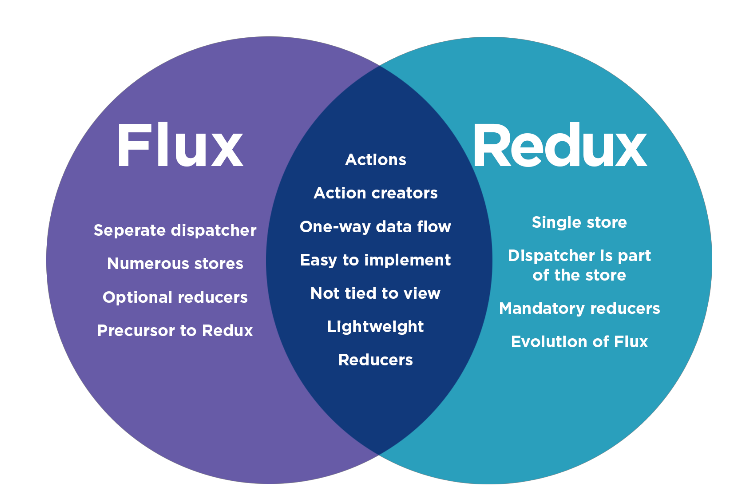 Flux
Seperate dispatcher
Numerous stores
Optional reducers
Precursor to Redux
Actions
Action creators
One-way data flow
Easy to implement
Not tied to view
Lightweight
Reducers
Redux
Single store
Dispatcher is part
of the store
Mandatory reducers
Evolution of Flux